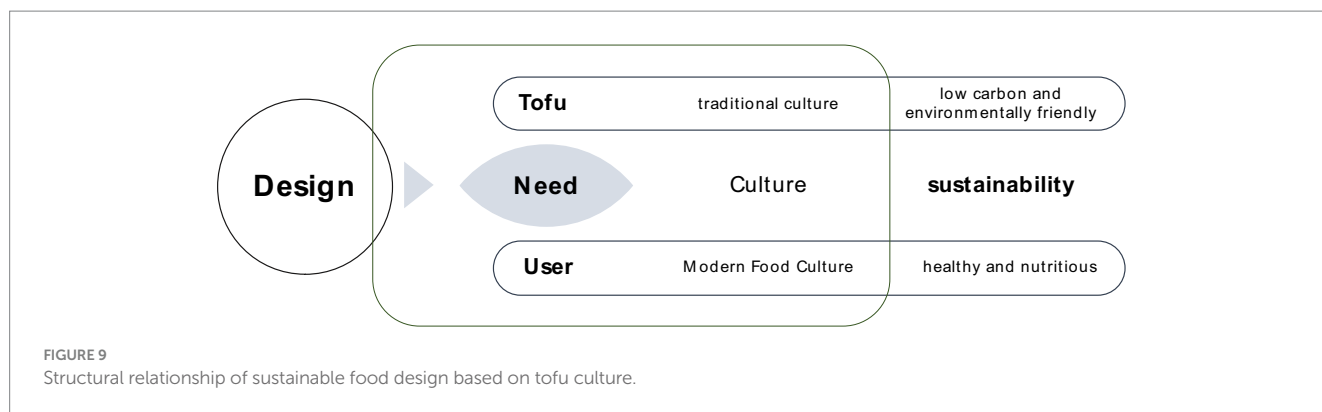 Tofu traditional culture low carbon and
environmentally friendly
Design Need Culture sustainability
User Modern Food Culture healthy and nutritious
FIGURE 9
Structural relationship of sustainable food design based on tofu culture.